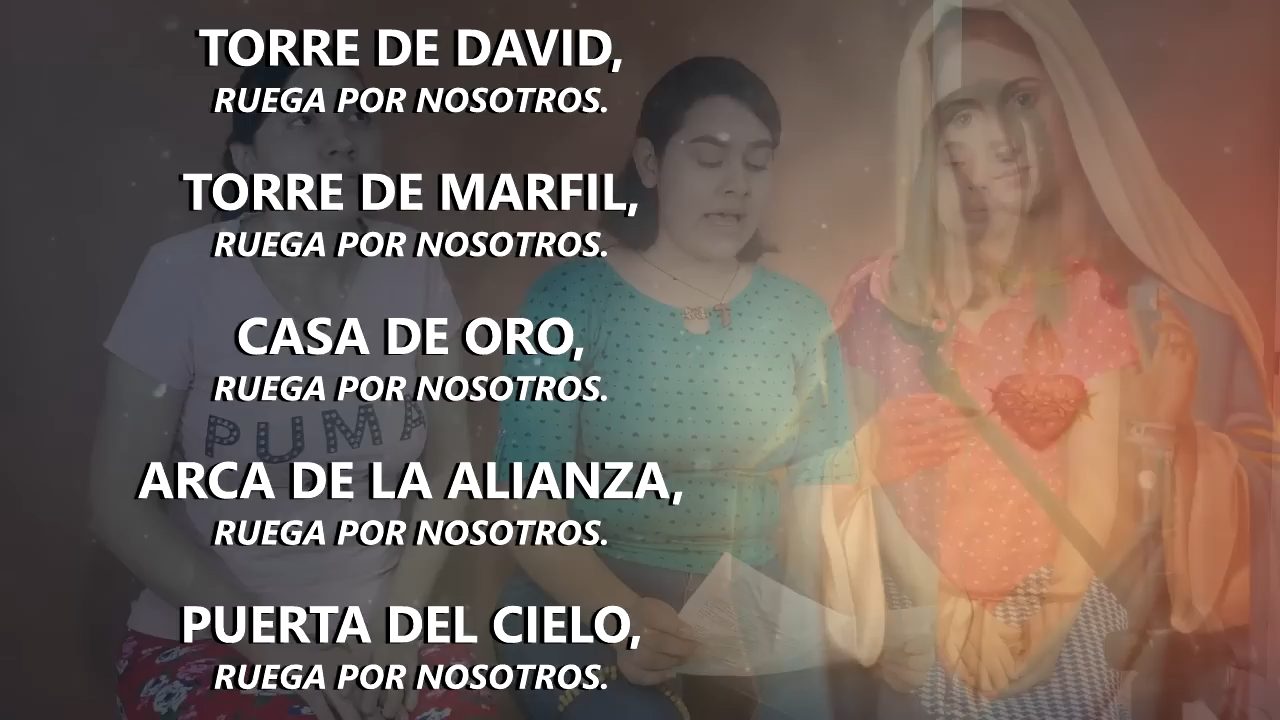 TORRE DE DAVID,
RUEGA POR NOSOTROS.
TORRE DE MARFIL,
RUEGA POR NOSOTROS.
CASA DE ORO,
RUEGA POR NOSOTROS.
PUMA
ARCA DE LA ALIANZA,
RUEGA POR NOSOTROS.
PUERTA DEL CIELO,
RUEGA POR NOSOTROS.